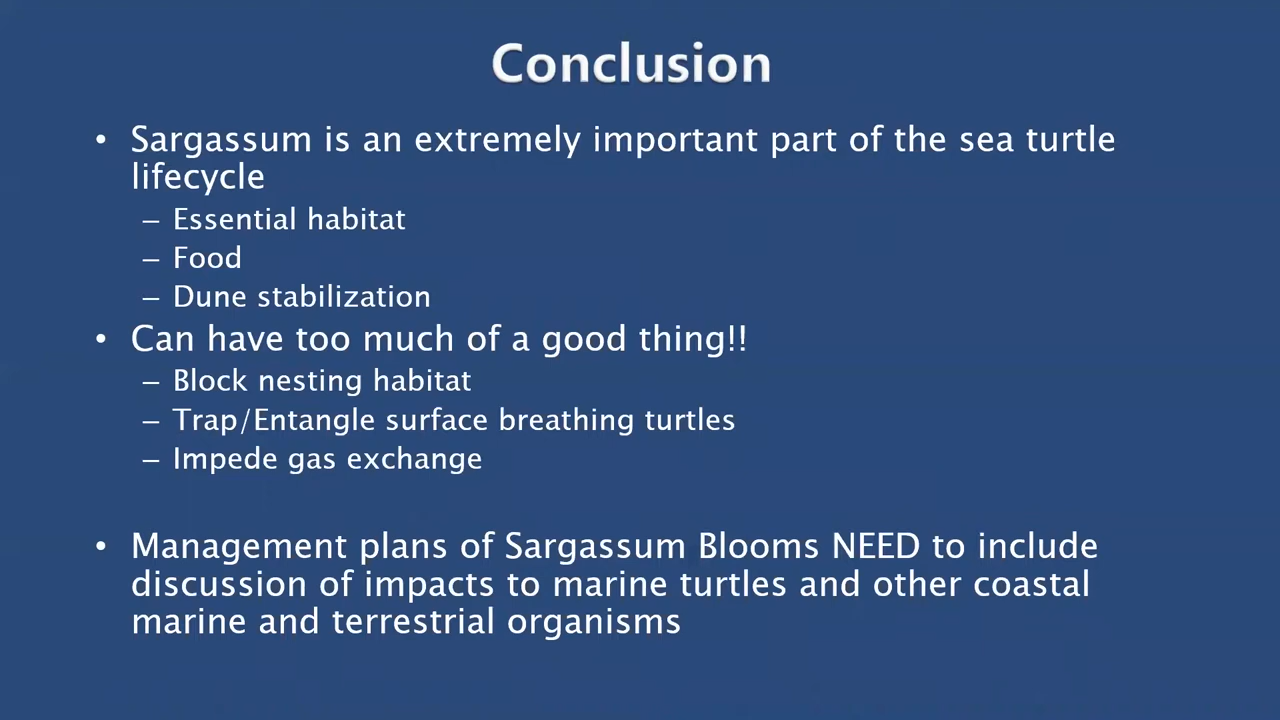 Conclusion
• Sargassum is an extremely important part of the sea turtle
lifecycle
– Essential habitat
– Food
– Dune stabilization
• Can have too much of a good thing!!
– Block nesting habitat
– Trap/Entangle surface breathing turtles
– Impede gas exchange
• Management plans of Sargassum Blooms NEED to include
discussion of impacts to marine turtles and other coastal
marine and terrestrial organisms